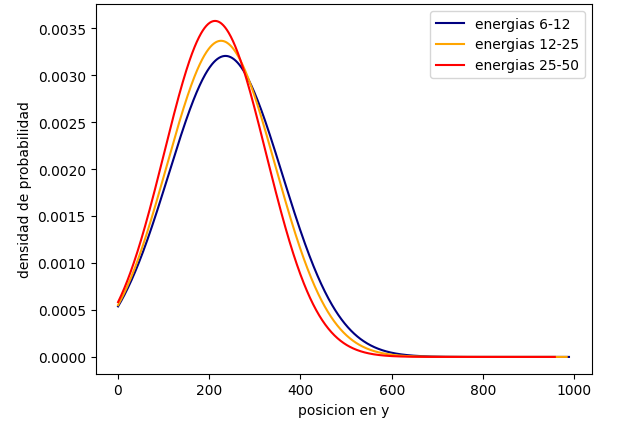 energias 6-12
energias 12-25
energias 25-50
densidad de probabilidad
0.0035
0.0030
0.0025
0.0020
0.0015
0.0010
0.0005
0.0000
0 200 400 600 800 1000
posicion en y